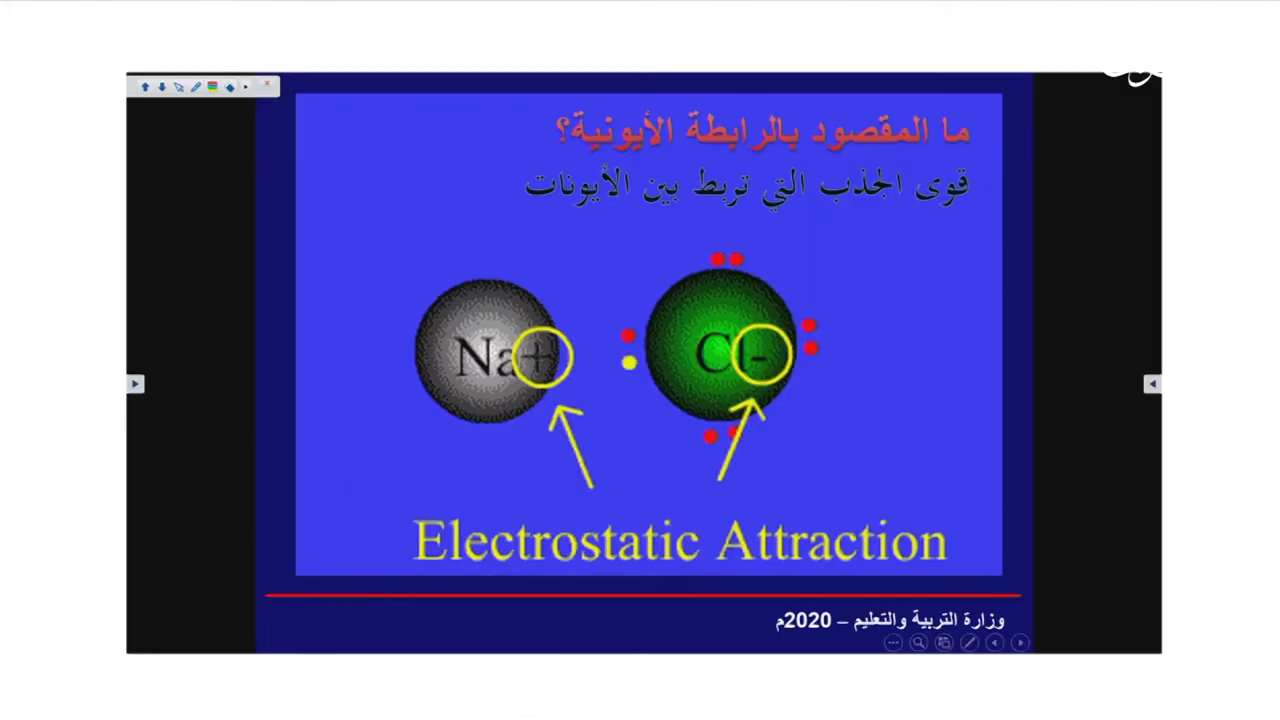 ما المقصود بالرابطة الأيونية؟
قوى الجذب التي تربط بين الأيونات
Na+ Cl-
Electrostatic Attraction
وزارة التربية والتعليم – 2020م